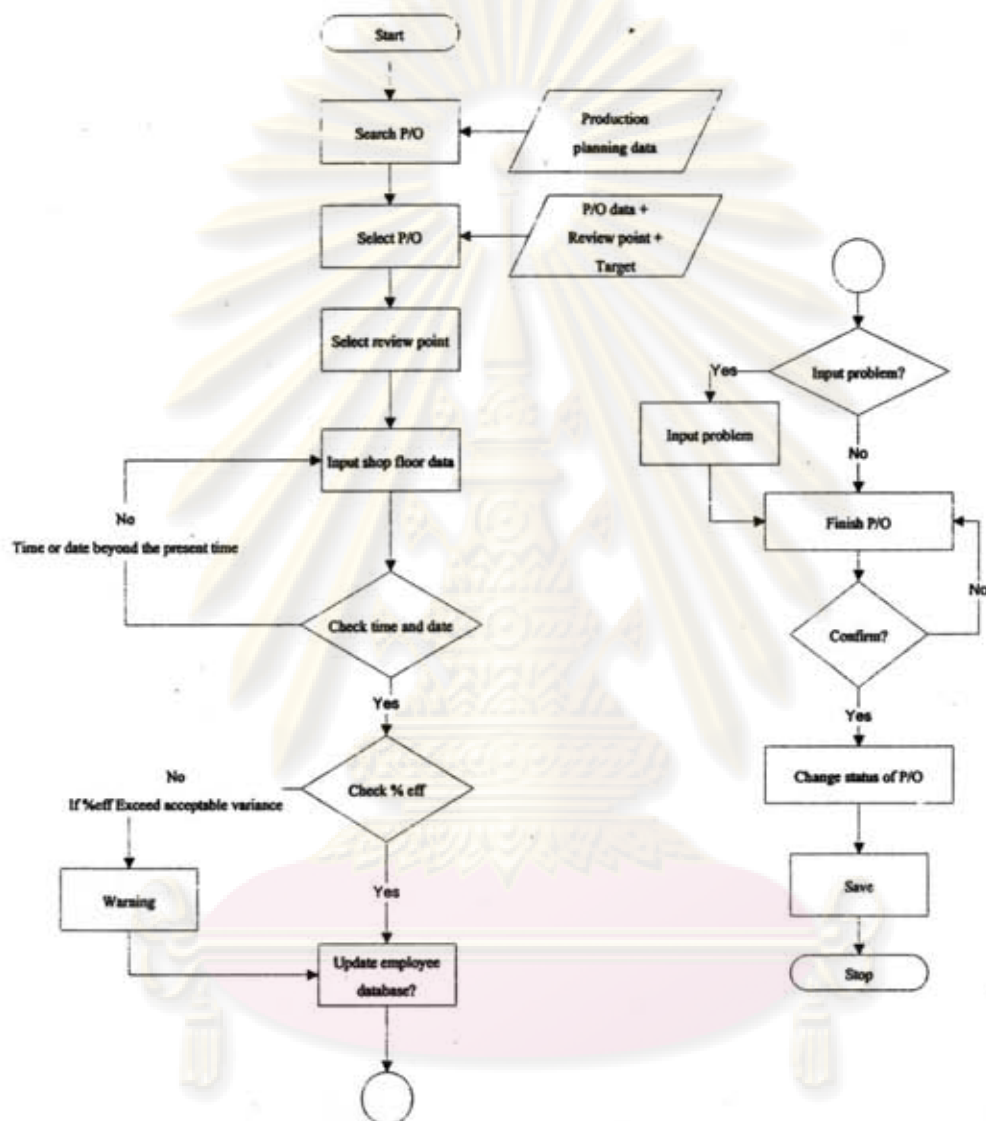 Start
Search P/O
Production
planning data
Select P/O
P/O data +
Review point +
Target
Select review point
Input shop floor data
No
Time or date beyond the present time
Check time and date
Yes
Check % eff
No
If %eff Exceed acceptable variance
Warning
Yes
Update employee
database?
Input problem?
Yes
Input problem
No
Finish P/O
No
Confirm?
Yes
Change status of P/O
Save
Stop